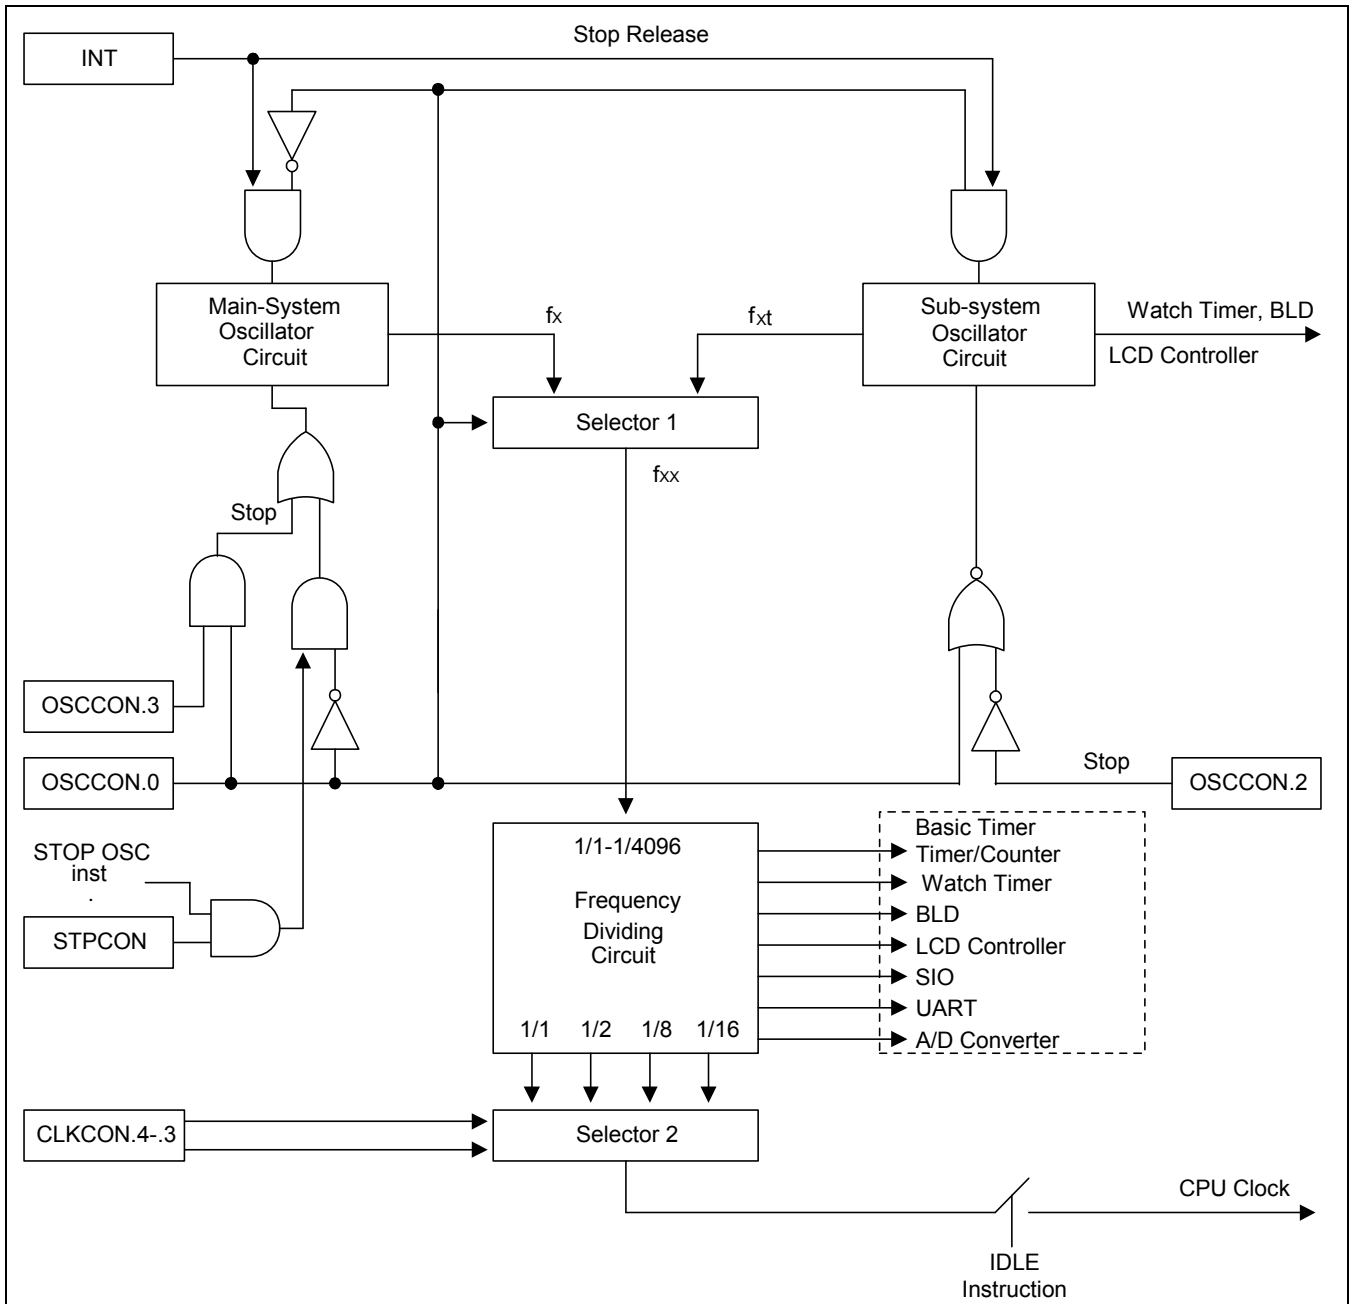 Stop Release
INT
Main-System
Oscillator
Circuit
fx
fxt
Sub-system
Oscillator
Circuit
Watch Timer, BLD
LCD Controller
Selector 1
fxx
Stop
OSCCON.3
OSCCON.0
Stop
OSCCON.2
STOP OSC
inst
.
STPCON
1/1-1/4096
Frequency
Dividing
Circuit
1/1 1/2 1/8 1/16
Basic Timer
Timer/Counter
Watch Timer
BLD
LCD Controller
SIO
UART
A/D Converter
CLKCON.4-.3
Selector 2
CPU Clock
IDLE
Instruction